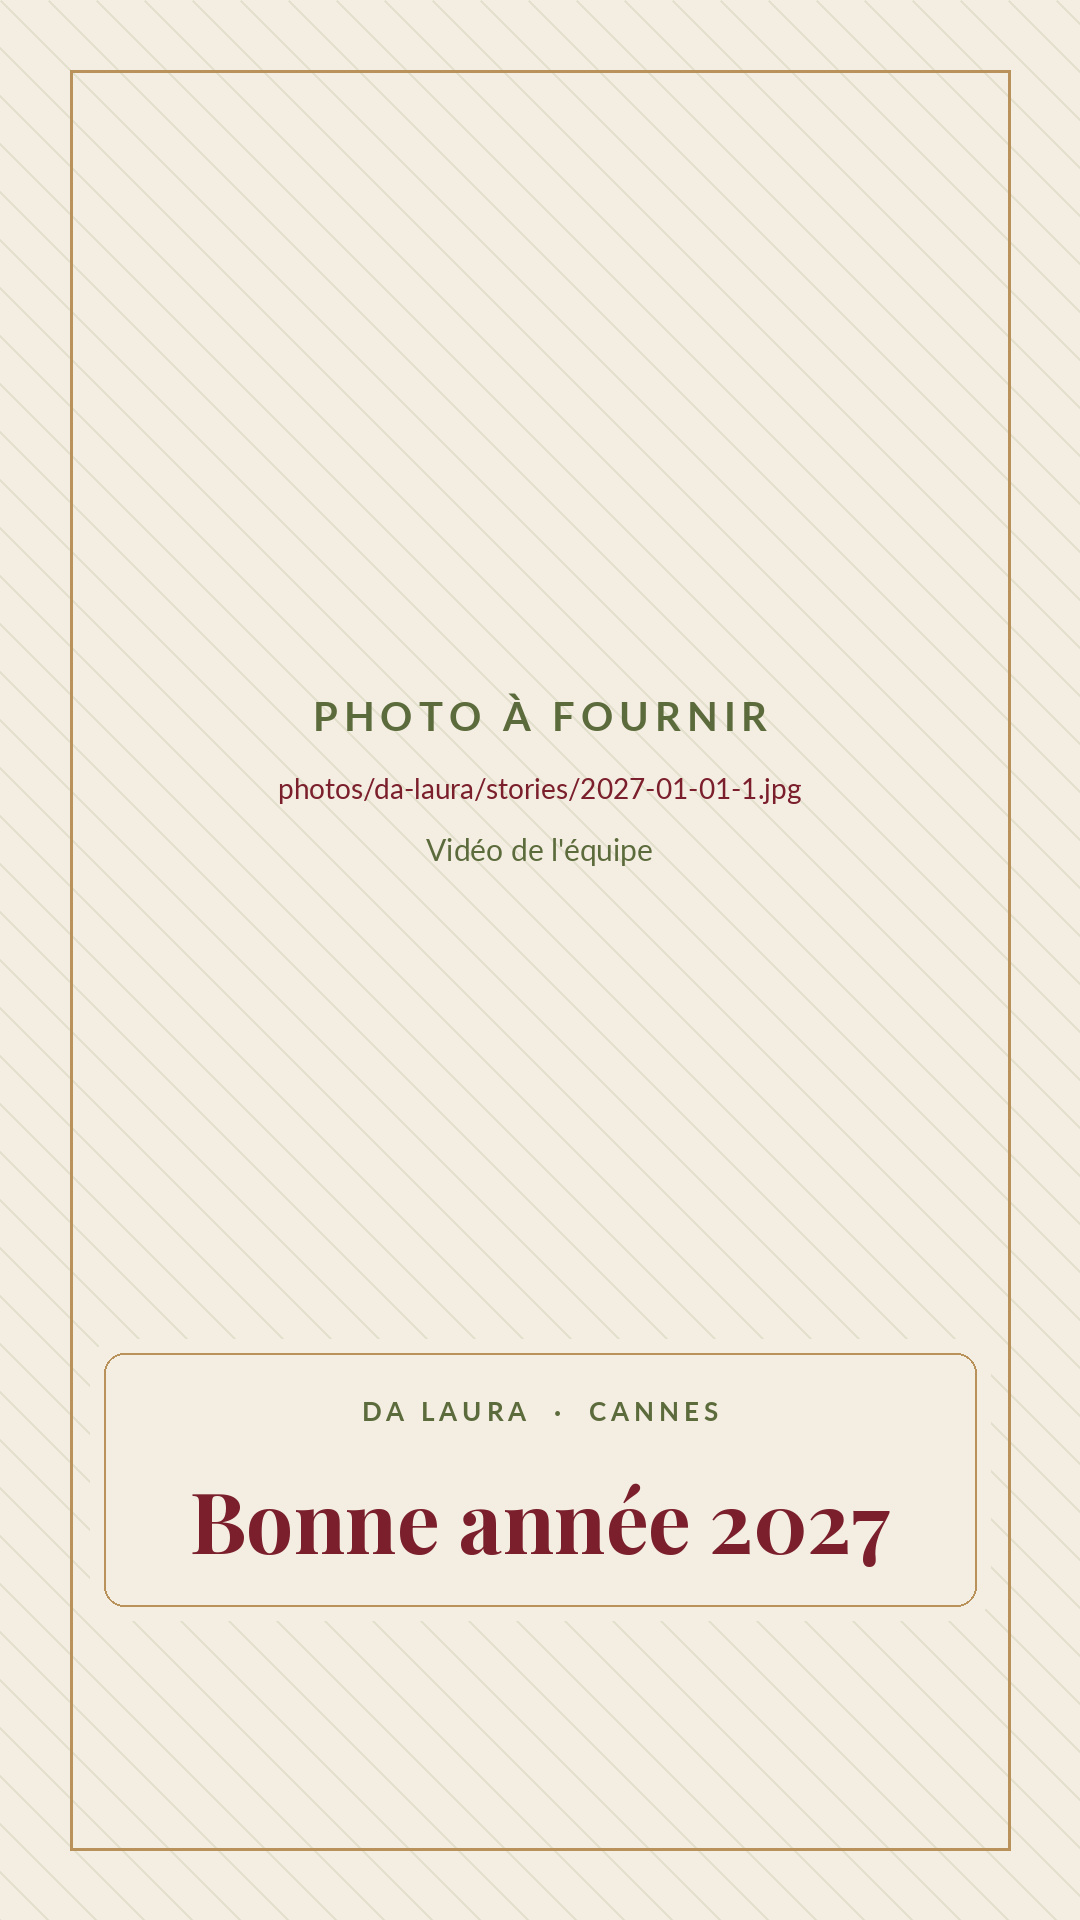 PHOTO À FOURNIR
photos/da-laura/stories/2027-01-01-1.jpg
Vidéo de l'équipe
DA LAURA · CANNES
Bonne année 2027